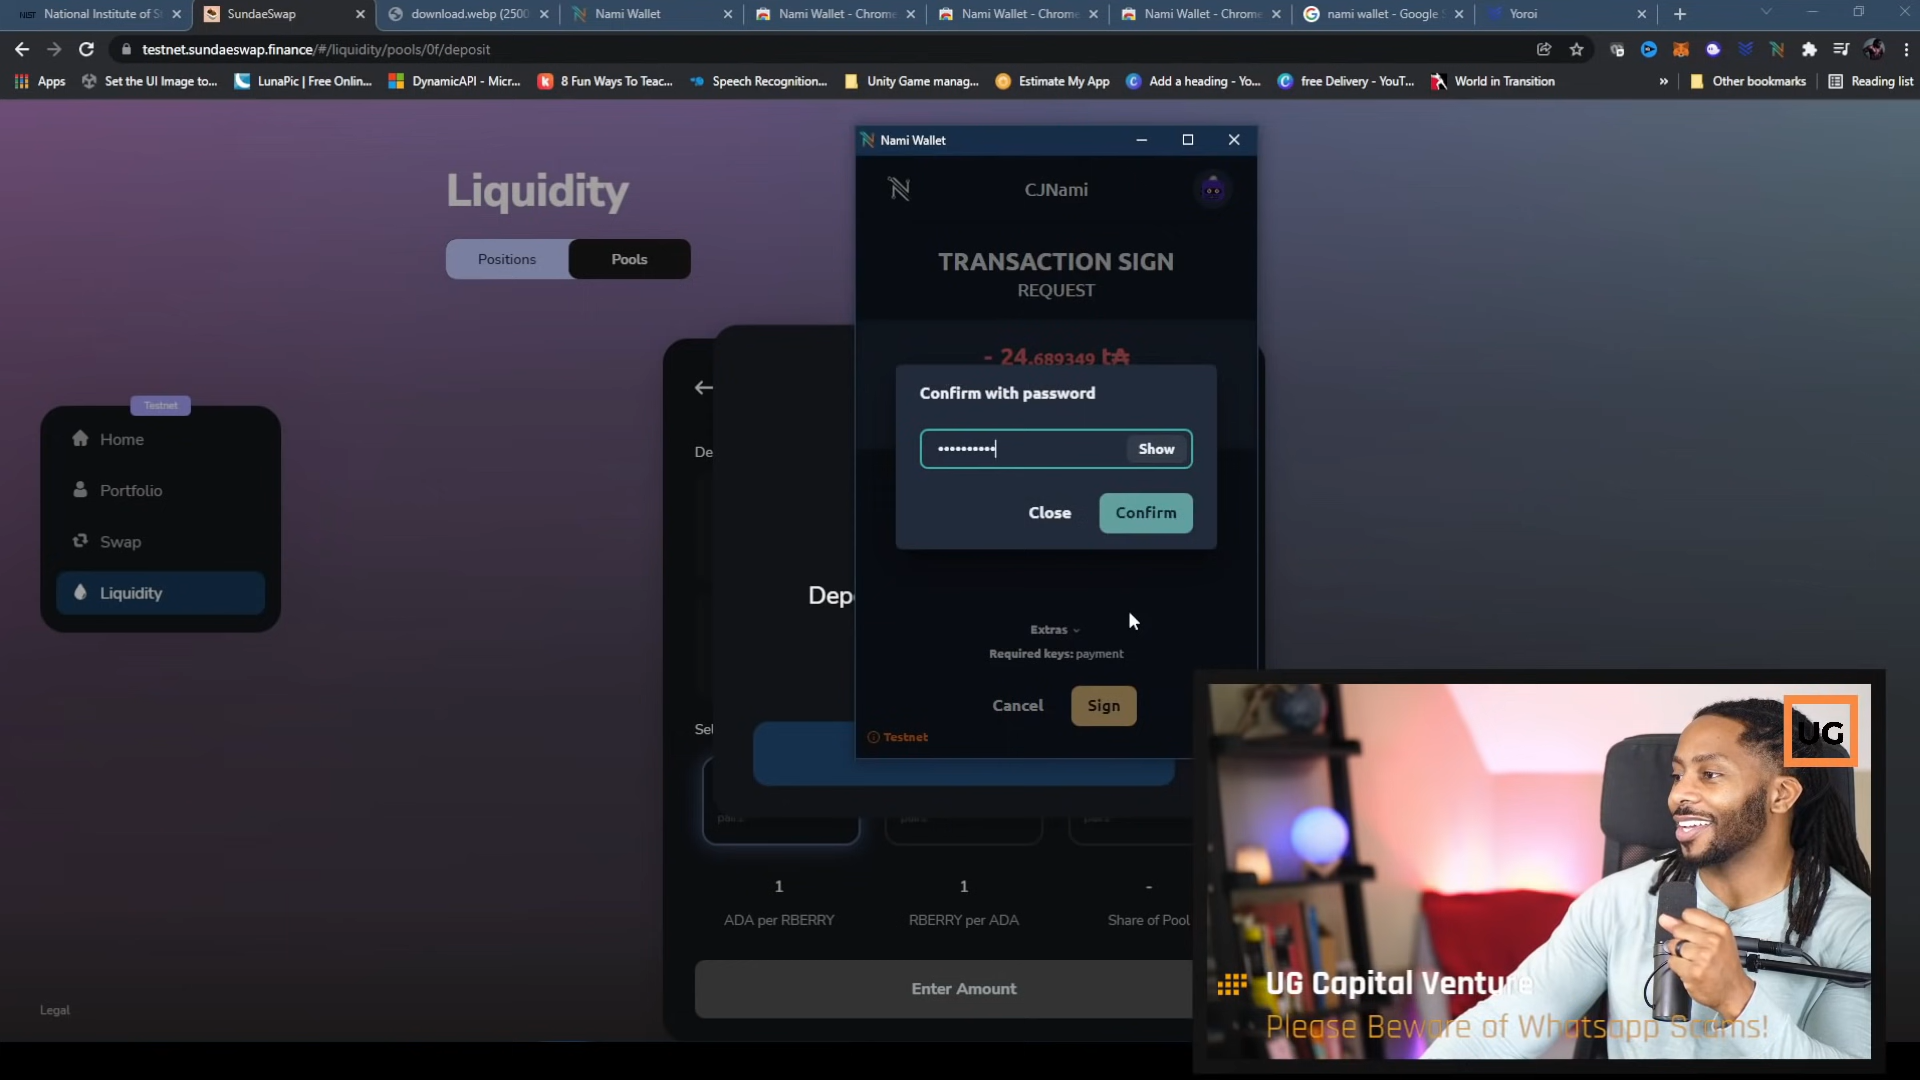 National Institute of S
SundaeSwap
download.webp (2500
Nami Wallet
Nami Wallet - Chrome
Nami Wallet - Chrome
Nami Wallet - Chrome
nami wallet - Google S
Yoroi
testnet.sundaeswap.finance/#/liquidity/pools/0f/deposit
Apps
Set the UI Image to...
LunaPic | Free Onlin...
DynamicAPI - Micr...
8 Fun Ways To Teac...
Speech Recognition...
Unity Game manag...
Estimate My App
Add a heading - Yo...
free Delivery - YouT...
World in Transition
»
Other bookmarks
Reading list
Liquidity
Positions
Pools
Testnet
Home
Portfolio
Swap
Liquidity
Legal
Nami Wallet
CJNami
TRANSACTION SIGN
REQUEST
- 24.689349 t₳
Confirm with password
••••••••••
Show
Close
Confirm
Extras
Required keys: payment
Cancel
Sign
Testnet
De
Dep
Sel
pairs
pairs
pairs
1
ADA per RBERRY
1
RBERRY per ADA
-
Share of Pool
Enter Amount
UG
UG Capital Venture
Please Beware of Whatsapp Scams!